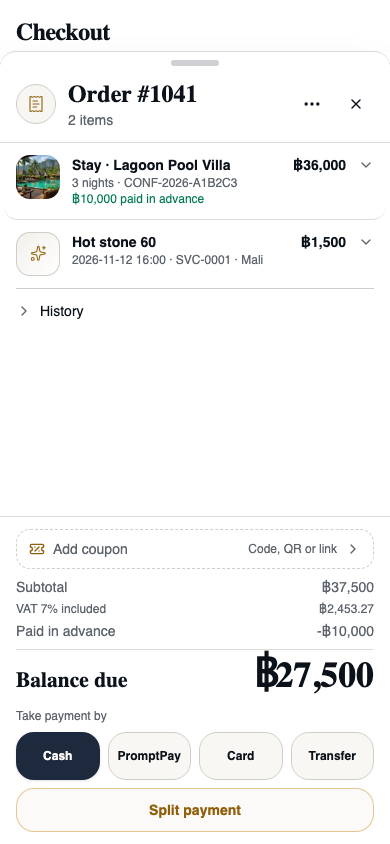 Checkout
Order #1041
2 items
Stay · Lagoon Pool Villa ฿36,000
3 nights · CONF-2026-A1B2C3
฿10,000 paid in advance
Hot stone 60 ฿1,500
2026-11-12 16:00 · SVC-0001 · Mali
History
Add coupon Code, QR or link
Subtotal ฿37,500
VAT 7% included ฿2,453.27
Paid in advance -฿10,000
Balance due ฿27,500
Take payment by
Cash PromptPay Card Transfer
Split payment